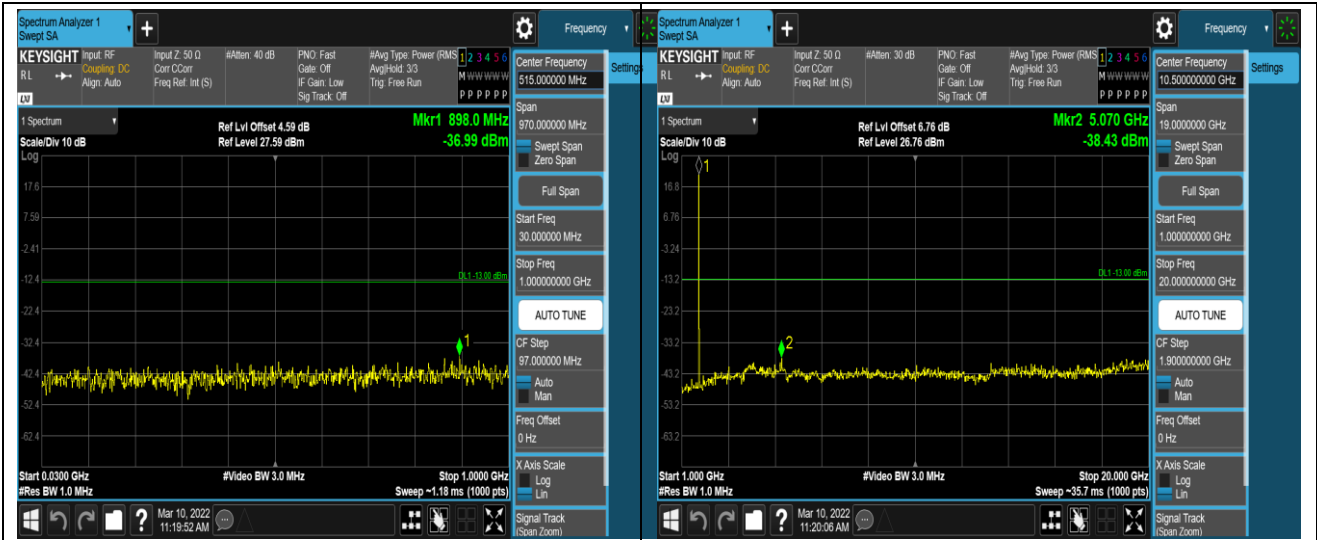 Spectrum Analyzer 1
Swept SA
+
Frequency
KEYSIGHT
RL
LXI
Input: RF
Coupling: DC
Align: Auto
Input Z: 50 Ω
Corr CCorr
Freq Ref: Int (S)
#Atten: 40 dB
PNO: Fast
Gate: Off
IF Gain: Low
Sig Track: Off
#Avg Type: Power (RMS
Avg|Hold: 3/3
Trig: Free Run
1 2 3 4 5 6
M W W W W W
P P P P P P
Center Frequency
515.000000 MHz
Settings
Span
970.000000 MHz
Swept Span
Zero Span
Full Span
Start Freq
30.000000 MHz
Stop Freq
1.000000000 GHz
AUTO TUNE
CF Step
97.000000 MHz
Auto
Man
Freq Offset
0 Hz
X Axis Scale
Log
Lin
Signal Track
(Span Zoom)
1 Spectrum
Scale/Div 10 dB
Log
Ref Lvl Offset 4.59 dB
Ref Level 27.59 dBm
Mkr1 898.0 MHz
-36.99 dBm
17.6
7.59
-2.41
-12.4
-22.4
-32.4
-42.4
-52.4
-62.4
DL1 -13.00 dBm
1
Start 0.0300 GHz
#Res BW 1.0 MHz
#Video BW 3.0 MHz
Stop 1.0000 GHz
Sweep ~1.18 ms (1000 pts)
?
Mar 10, 2022
11:19:52 AM
Spectrum Analyzer 1
Swept SA
+
Frequency
KEYSIGHT
RL
LXI
Input: RF
Coupling: DC
Align: Auto
Input Z: 50 Ω
Corr CCorr
Freq Ref: Int (S)
#Atten: 30 dB
PNO: Fast
Gate: Off
IF Gain: Low
Sig Track: Off
#Avg Type: Power (RMS
Avg|Hold: 3/3
Trig: Free Run
1 2 3 4 5 6
M W W W W W
P P P P P P
Center Frequency
10.500000000 GHz
Settings
Span
19.0000000 GHz
Swept Span
Zero Span
Full Span
Start Freq
1.000000000 GHz
Stop Freq
20.000000000 GHz
AUTO TUNE
CF Step
1.900000000 GHz
Auto
Man
Freq Offset
0 Hz
X Axis Scale
Log
Lin
Signal Track
(Span Zoom)
1 Spectrum
Scale/Div 10 dB
Log
Ref Lvl Offset 6.76 dB
Ref Level 26.76 dBm
Mkr2 5.070 GHz
-38.43 dBm
1
16.8
6.76
-3.24
-13.2
-23.2
-33.2
-43.2
-53.2
-63.2
DL1 -13.00 dBm
2
Start 1.000 GHz
#Res BW 1.0 MHz
#Video BW 3.0 MHz
Stop 20.000 GHz
Sweep ~35.7 ms (1000 pts)
?
Mar 10, 2022
11:20:06 AM